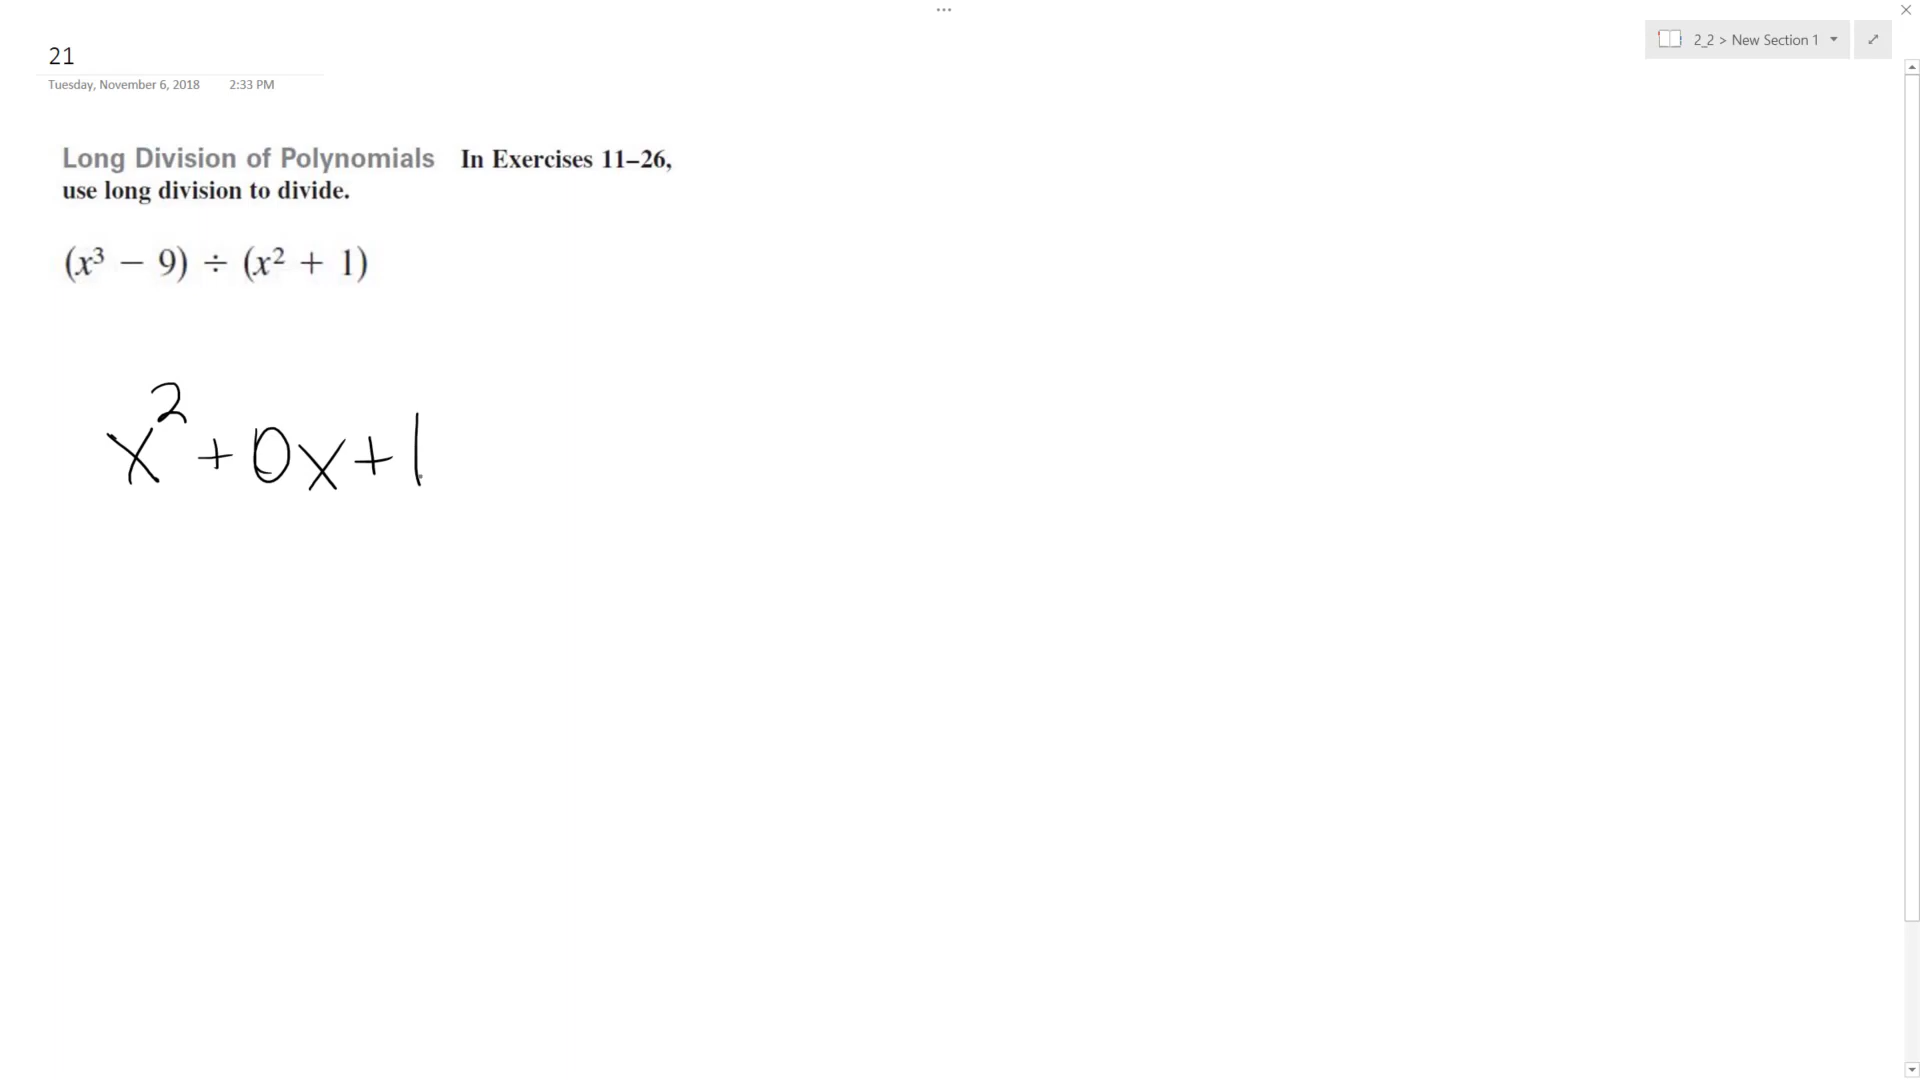 ...
2_2 > New Section 1
21
Tuesday, November 6, 2018 2:33 PM
Long Division of Polynomials In Exercises 11–26,
use long division to divide.
(x³ − 9) ÷ (x² + 1)
x² + 0x + 1